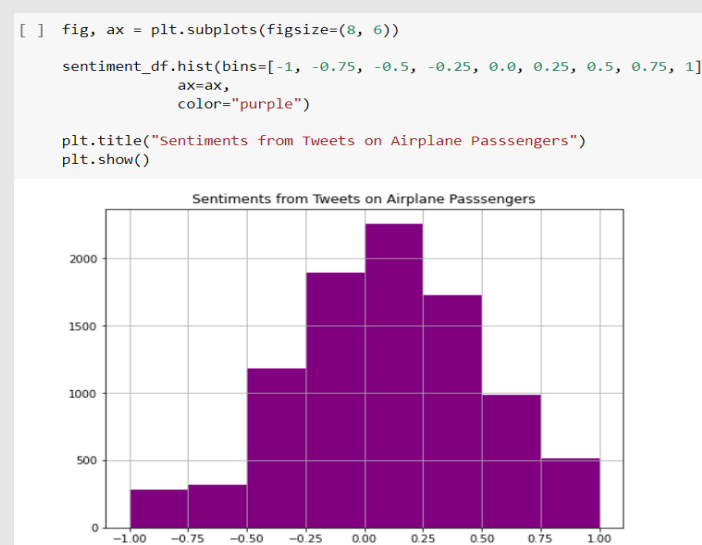 [ ] fig, ax = plt.subplots(figsize=(8, 6))
sentiment_df.hist(bins=[-1, -0.75, -0.5, -0.25, 0.0, 0.25, 0.5, 0.75, 1]
ax=ax,
color="purple")
plt.title("Sentiments from Tweets on Airplane Passsengers")
plt.show()
Sentiments from Tweets on Airplane Passsengers
2000
1500
1000
500
0
−1.00 −0.75 −0.50 −0.25 0.00 0.25 0.50 0.75 1.00